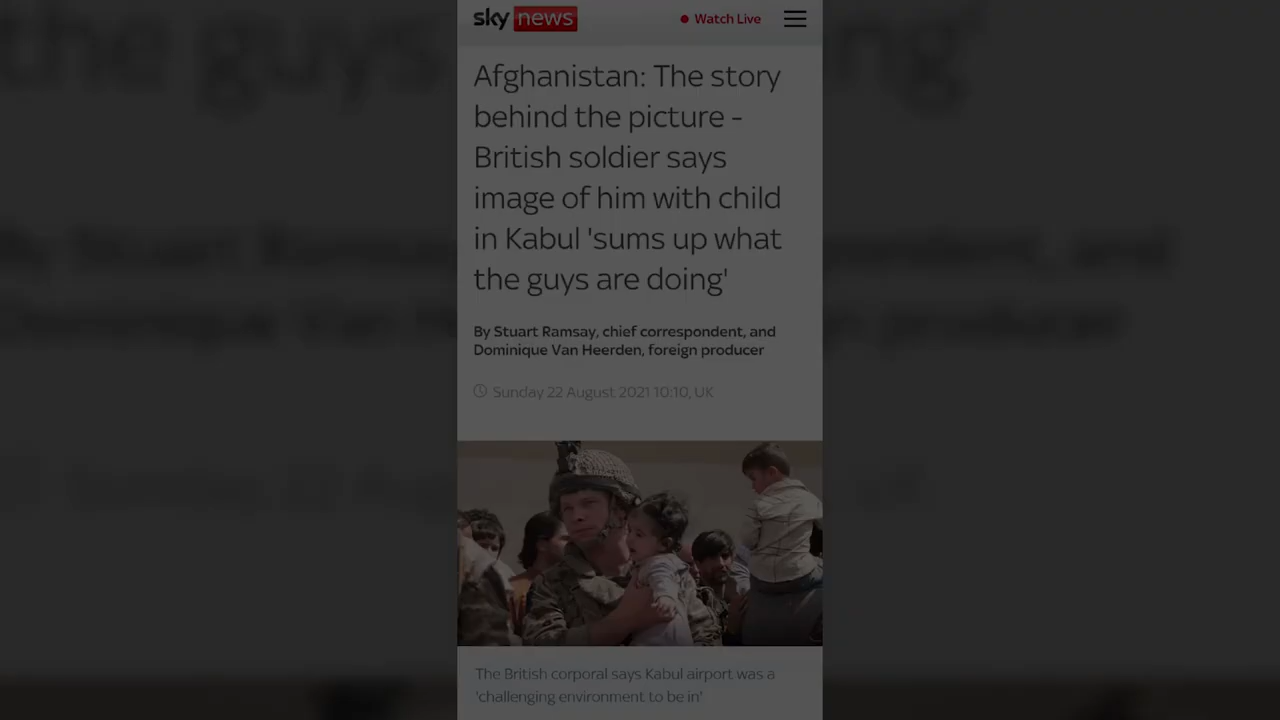 sky news
Watch Live
Afghanistan: The story
behind the picture -
British soldier says
image of him with child
in Kabul 'sums up what
the guys are doing'
By Stuart Ramsay, chief correspondent, and
Dominique Van Heerden, foreign producer
Sunday 22 August 2021 10:10, UK
The British corporal says Kabul airport was a
'challenging environment to be in'